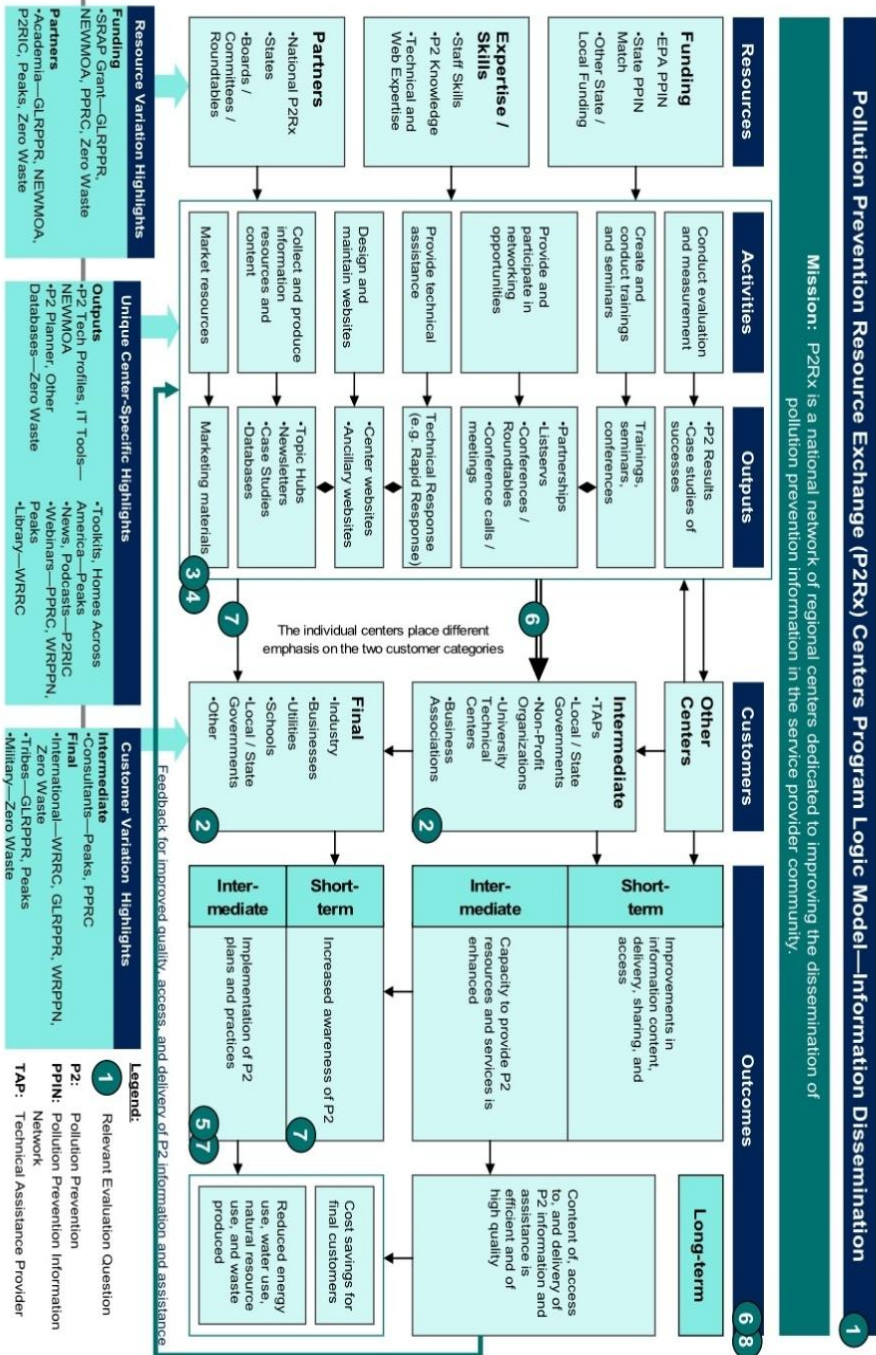 Pollution Prevention Resource Exchange (P2Rx) Centers Program Logic Model—Information Dissemination
1
Mission: P2Rx is a national network of regional centers dedicated to improving the dissemination of
pollution prevention information in the service provider community.
Resources
Activities
Outputs
Customers
Outcomes
6
8
Funding
•EPA PPIN
•State PPIN
Match
•Other State /
Local Funding
Expertise /
Skills
•Staff Skills
•P2 Knowledge
•Technical and
Web Expertise
Partners
•National P2Rx
•States
•Boards /
Committees /
Roundtables
Conduct evaluation
and measurement
Create and
conduct trainings
and seminars
Provide and
participate in
networking
opportunities
Provide technical
assistance
Design and
maintain websites
Collect and produce
information
resources and
content
Market resources
•P2 Results
•Case studies of
successes
Trainings,
seminars,
conferences
•Partnerships
•Listservs
•Conferences /
Roundtables
•Conference calls /
meetings
Technical Response
(e.g. Rapid Response)
•Center websites
•Ancillary websites
•Topic Hubs
•Newsletters
•Case Studies
•Databases
Marketing materials
3
4
6
The individual centers place different
emphasis on the two customer categories
7
Other
Centers
Intermediate
•TAPs
•Local / State
Governments
•Non-Profit
Organizations
•University
Technical
Centers
•Business
Associations
2
Final
•Industry
•Businesses
•Utilities
•Schools
•Local / State
Governments
•Other
2
Short-
term
Improvements in
information content,
delivery, sharing, and
access
Inter-
mediate
Capacity to provide P2
resources and services is
enhanced
Short-
term
Increased awareness of P2
7
Inter-
mediate
Implementation of P2
plans and practices
5
7
Long-term
Content of, access
to, and delivery of
P2 information and
assistance is
efficient and of
high quality
Cost savings for
final customers
Reduced energy
use, water use,
natural resource
use, and waste
produced
Feedback for improved quality, access, and delivery of P2 information and assistance
Resource Variation Highlights
Funding
•SRAP Grant—GLRPPR,
NEWMOA, PPRC, Zero Waste
Partners
•Academia—GLRPPR, NEWMOA,
P2RIC, Peaks, Zero Waste
Unique Center-Specific Highlights
Outputs
•P2 Tech Profiles, IT Tools—
NEWMOA
•P2 Planner, Other
Databases—Zero Waste
•Toolkits, Homes Across
America—Peaks
•News, Podcasts—P2RIC
•Webinars—PPRC, WRPPN,
Peaks
•Library—WRRC
Customer Variation Highlights
Intermediate
•Consultants—Peaks, PPRC
Final
•International—WRRC, GLRPPR, WRPPN,
Zero Waste
•Tribes—GLRPPR, Peaks
•Military—Zero Waste
Legend:
1 Relevant Evaluation Question
P2: Pollution Prevention
PPIN: Pollution Prevention Information
Network
TAP: Technical Assistance Provider